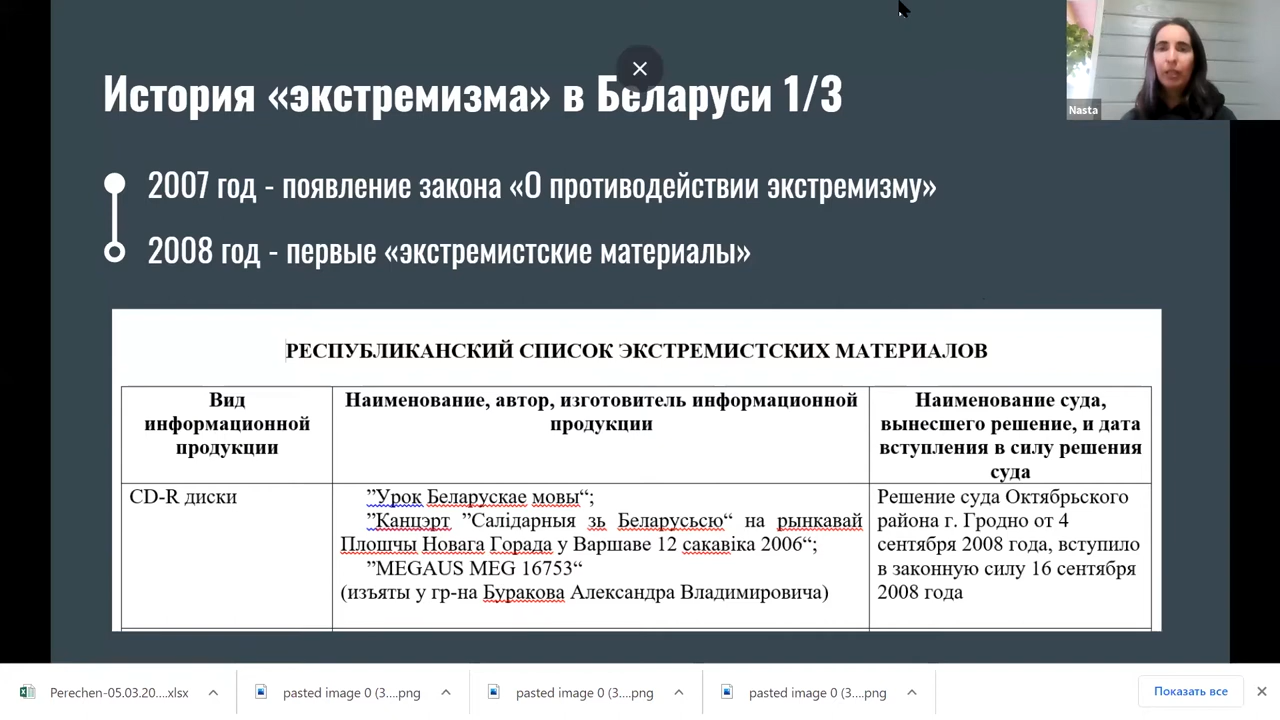 История «экстремизма» в Беларуси 1/3
Nasta
2007 год - появление закона «О противодействии экстремизму»
2008 год - первые «экстремистские материалы»
РЕСПУБЛИКАНСКИЙ СПИСОК ЭКСТРЕМИСТСКИХ МАТЕРИАЛОВ
Вид
информационной
продукции
Наименование, автор, изготовитель информационной
продукции
Наименование суда,
вынесшего решение, и дата
вступления в силу решения
суда
CD-R диски
”Урок Беларускае мовы“;
”Канцэрт ”Салідарныя зь Беларусьсю“ на рынкавай
Плошчы Новага Горада у Варшаве 12 сакавіка 2006“;
”MEGAUS MEG 16753“
(изъяты у гр-на Буракова Александра Владимировича)
Решение суда Октябрьского
района г. Гродно от 4
сентября 2008 года, вступило
в законную силу 16 сентября
2008 года
Perechen-05.03.20....xlsx
pasted image 0 (3....png
pasted image 0 (3....png
pasted image 0 (3....png
Показать все